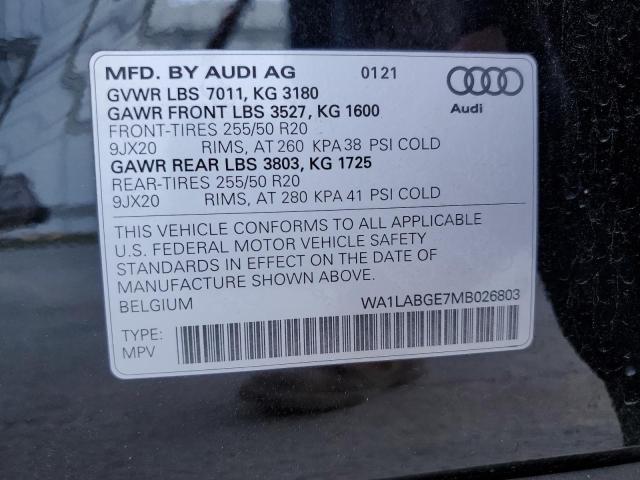 MFD. BY AUDI AG 0121
GVWR LBS 7011, KG 3180
GAWR FRONT LBS 3527, KG 1600
FRONT-TIRES 255/50 R20
9JX20 RIMS, AT 260 KPA 38 PSI COLD
GAWR REAR LBS 3803, KG 1725
REAR-TIRES 255/50 R20
9JX20 RIMS, AT 280 KPA 41 PSI COLD
Audi
THIS VEHICLE CONFORMS TO ALL APPLICABLE
U.S. FEDERAL MOTOR VEHICLE SAFETY
STANDARDS IN EFFECT ON THE DATE OF
MANUFACTURE SHOWN ABOVE.
BELGIUM WA1LABGE7MB026803
TYPE:
MPV